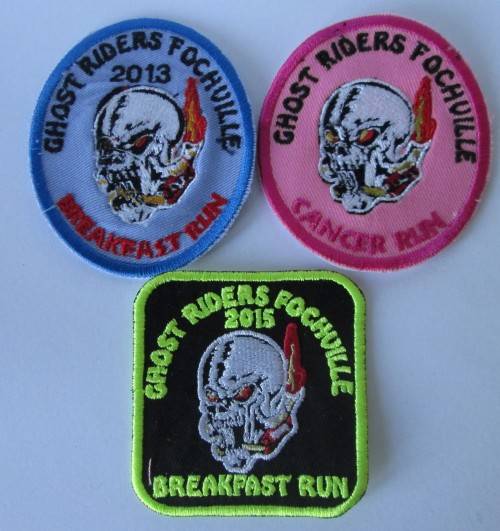 GHOST RIDERS FOCHVILLE
2013
BREAKFAST RUN
GHOST RIDERS FOCHVILLE
CANCER RUN
GHOST RIDERS FOCHVILLE
2015
BREAKFAST RUN